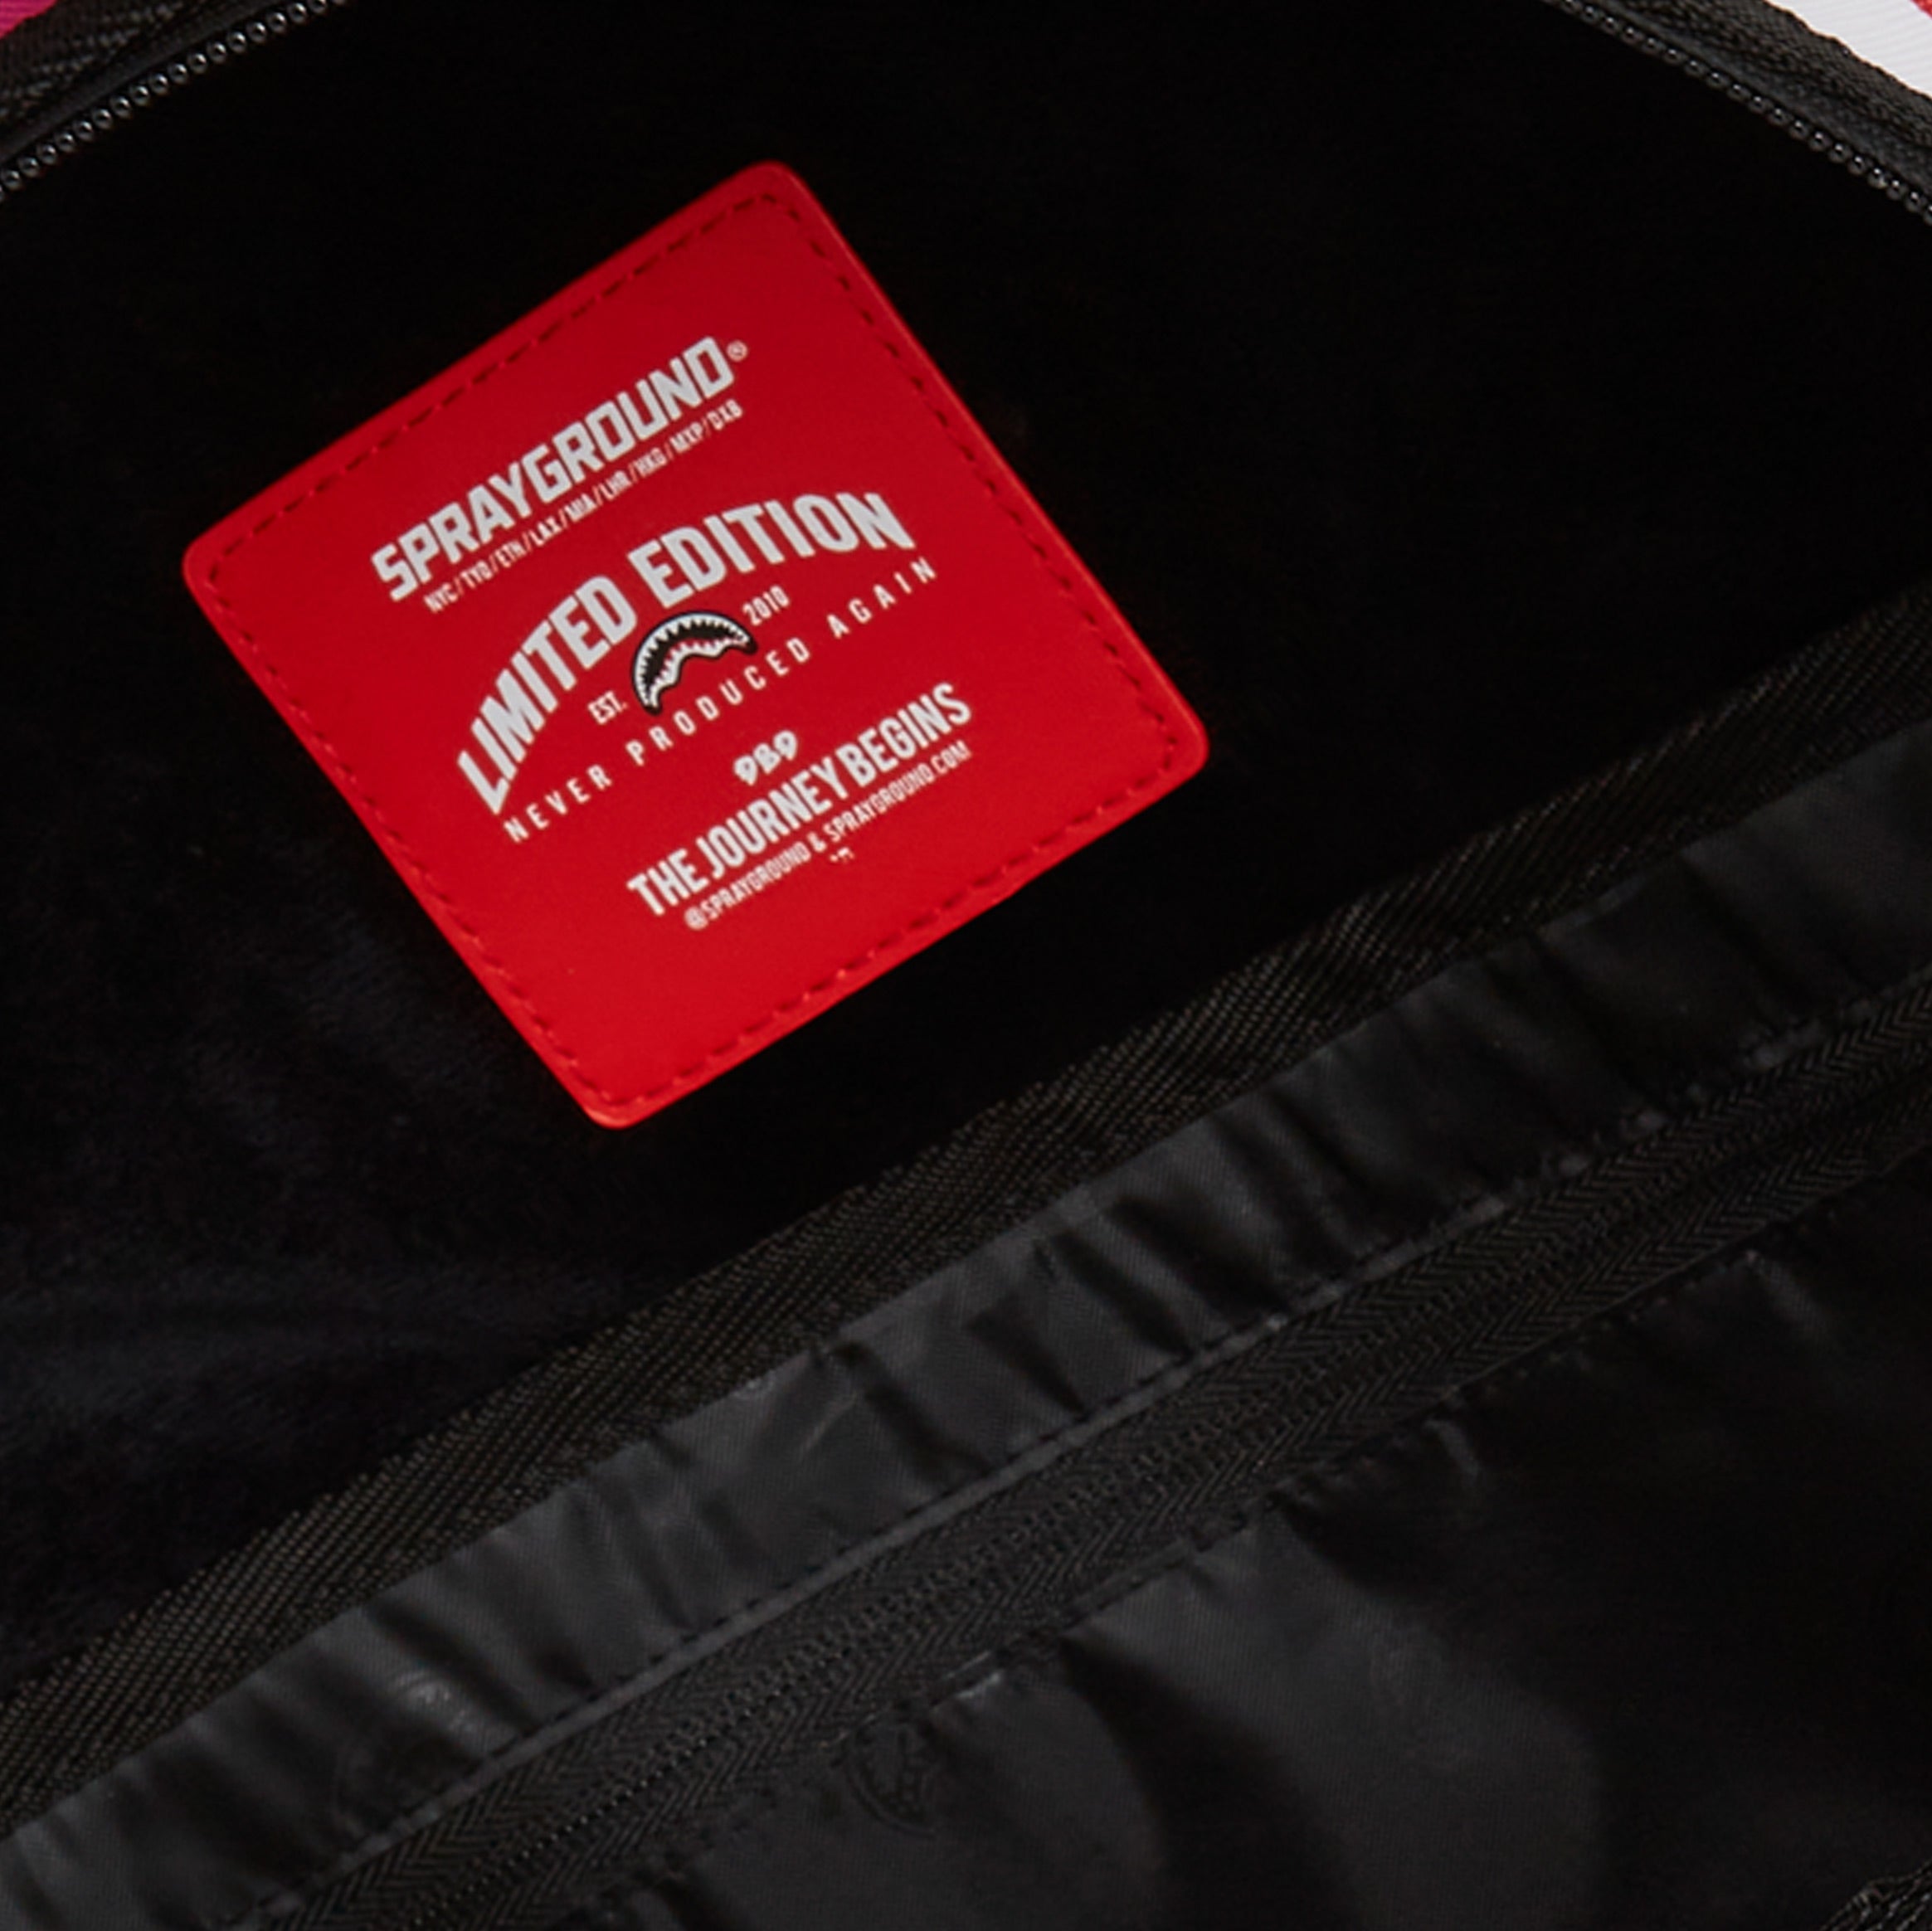 SPRAYGROUND®
NYC/TYO/ETH/LAX/MIA/LHR/HKG/MXP/DXB
LIMITED EDITION
EST. 2010
NEVER PRODUCED AGAIN
DBD
THE JOURNEY BEGINS
@SPRAYGROUND & SPRAYGROUND.COM